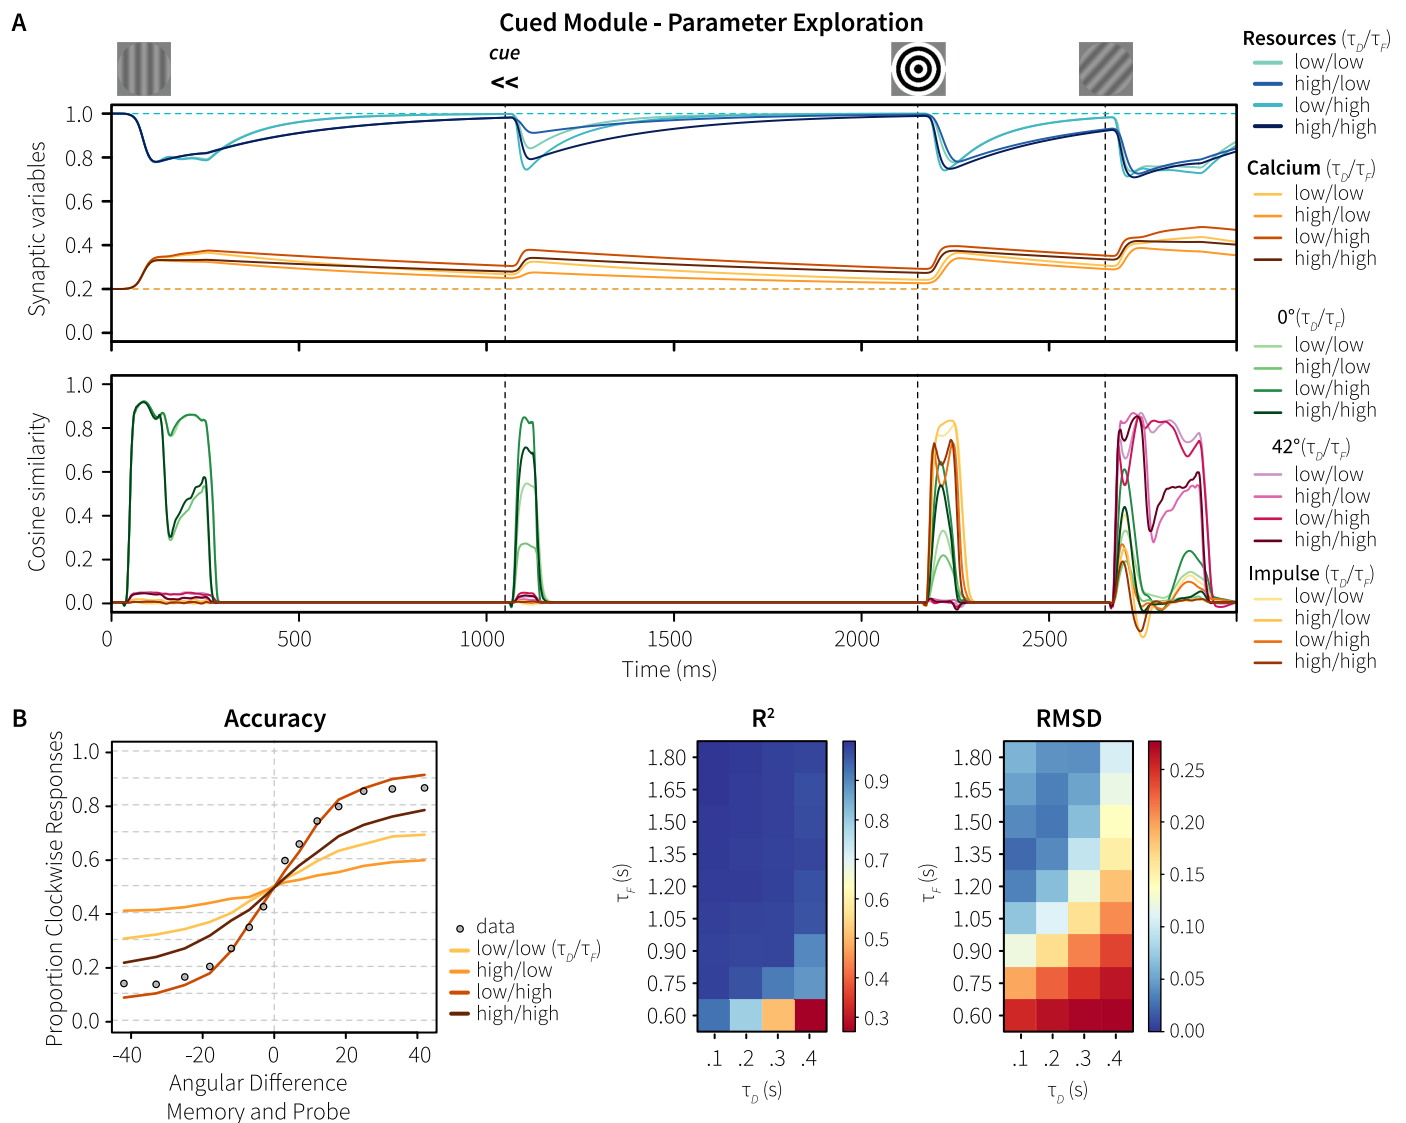 A
Cued Module - Parameter Exploration
cue
<<
Synaptic variables
1.0
0.8
0.6
0.4
0.2
0.0
Resources (τD/τF)
low/low
high/low
low/high
high/high
Calcium (τD/τF)
low/low
high/low
low/high
high/high
Cosine similarity
1.0
0.8
0.6
0.4
0.2
0.0
0 500 1000 1500 2000 2500
Time (ms)
0°(τD/τF)
low/low
high/low
low/high
high/high
42°(τD/τF)
low/low
high/low
low/high
high/high
Impulse (τD/τF)
low/low
high/low
low/high
high/high
B
Accuracy
Proportion Clockwise Responses
1.0
0.8
0.6
0.4
0.2
0.0
-40 -20 0 20 40
Angular Difference
Memory and Probe
data
low/low (τD/τF)
high/low
low/high
high/high
R²
τF (s)
1.80
1.65
1.50
1.35
1.20
1.05
0.90
0.75
0.60
.1 .2 .3 .4
τD (s)
0.9
0.8
0.7
0.6
0.5
0.4
0.3
RMSD
τF (s)
1.80
1.65
1.50
1.35
1.20
1.05
0.90
0.75
0.60
.1 .2 .3 .4
τD (s)
0.25
0.20
0.15
0.10
0.05
0.00